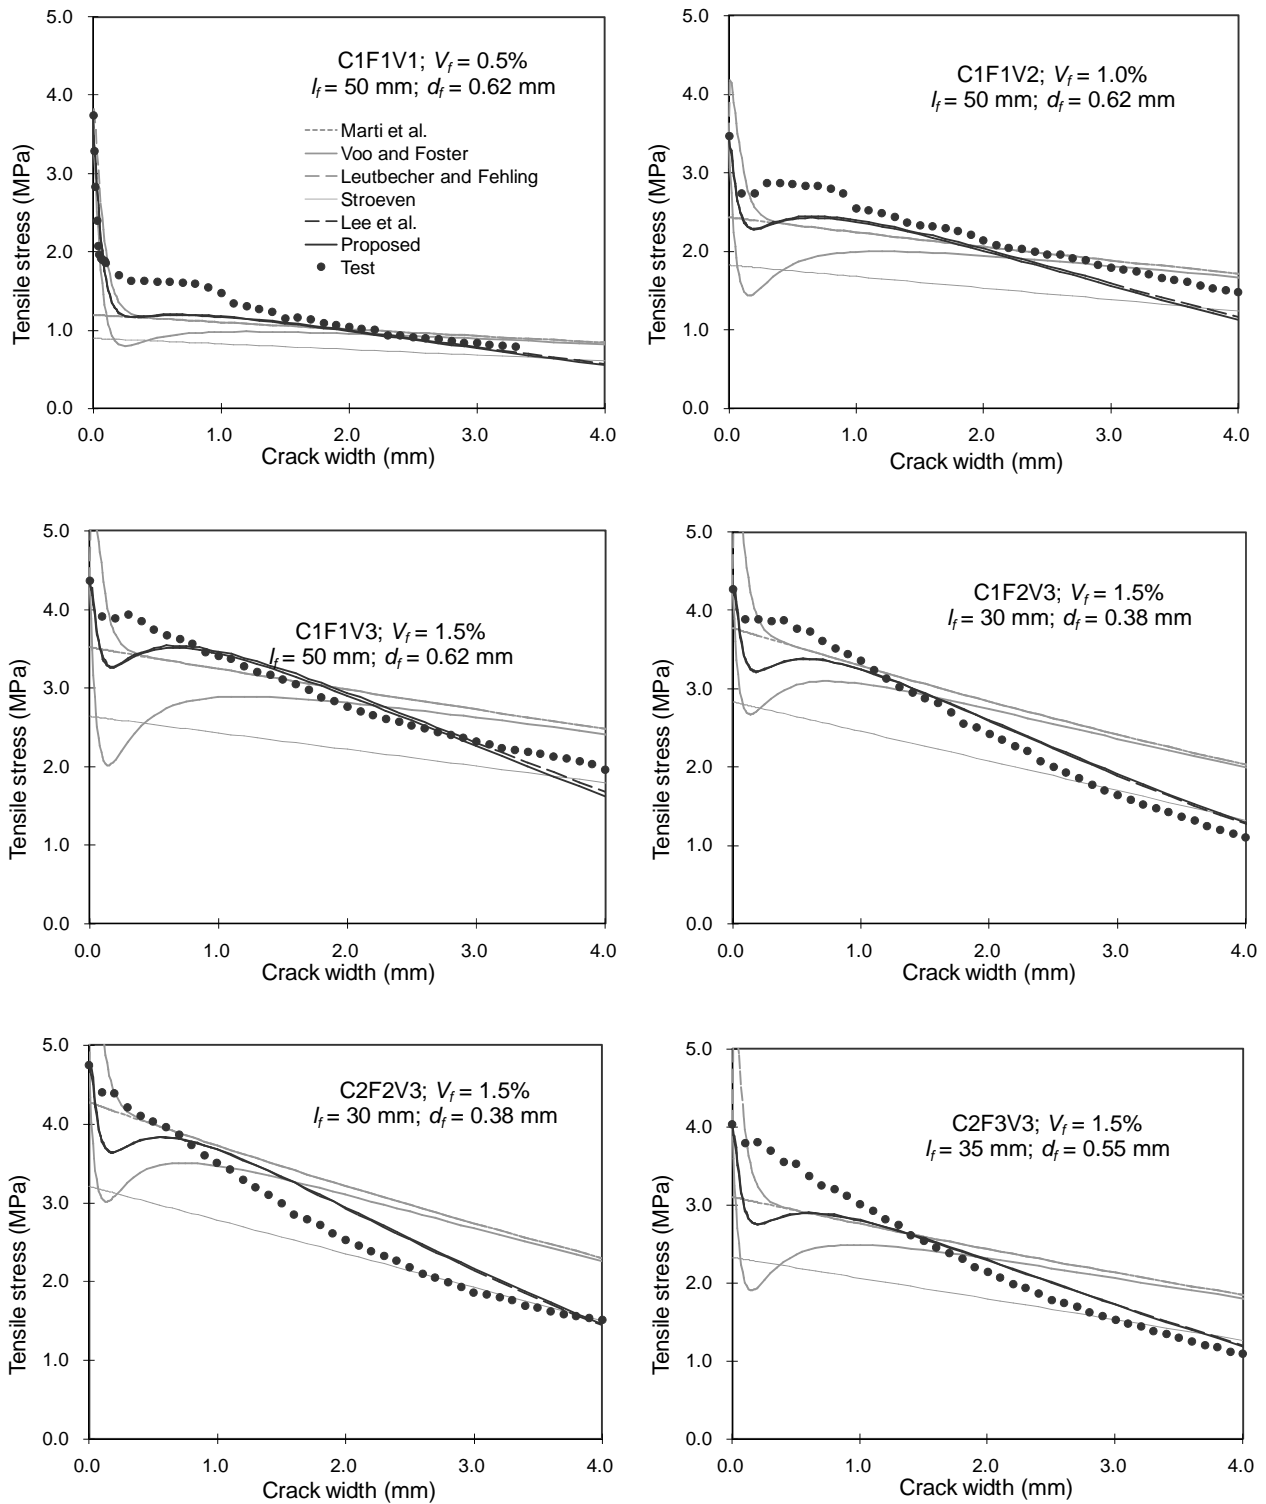 5.0
4.0
3.0
2.0
1.0
0.0
Tensile stress (MPa)
C1F1V1; Vf = 0.5%
lf = 50 mm; df = 0.62 mm
Marti et al.
Voo and Foster
Leutbecher and Fehling
Stroeven
Lee et al.
Proposed
Test
0.0 1.0 2.0 3.0 4.0
Crack width (mm)
5.0
4.0
3.0
2.0
1.0
0.0
Tensile stress (MPa)
C1F1V2; Vf = 1.0%
lf = 50 mm; df = 0.62 mm
0.0 1.0 2.0 3.0 4.0
Crack width (mm)
5.0
4.0
3.0
2.0
1.0
0.0
Tensile stress (MPa)
C1F1V3; Vf = 1.5%
lf = 50 mm; df = 0.62 mm
0.0 1.0 2.0 3.0 4.0
Crack width (mm)
5.0
4.0
3.0
2.0
1.0
0.0
Tensile stress (MPa)
C1F2V3; Vf = 1.5%
lf = 30 mm; df = 0.38 mm
0.0 1.0 2.0 3.0 4.0
Crack width (mm)
5.0
4.0
3.0
2.0
1.0
0.0
Tensile stress (MPa)
C2F2V3; Vf = 1.5%
lf = 30 mm; df = 0.38 mm
0.0 1.0 2.0 3.0 4.0
Crack width (mm)
5.0
4.0
3.0
2.0
1.0
0.0
Tensile stress (MPa)
C2F3V3; Vf = 1.5%
lf = 35 mm; df = 0.55 mm
0.0 1.0 2.0 3.0 4.0
Crack width (mm)